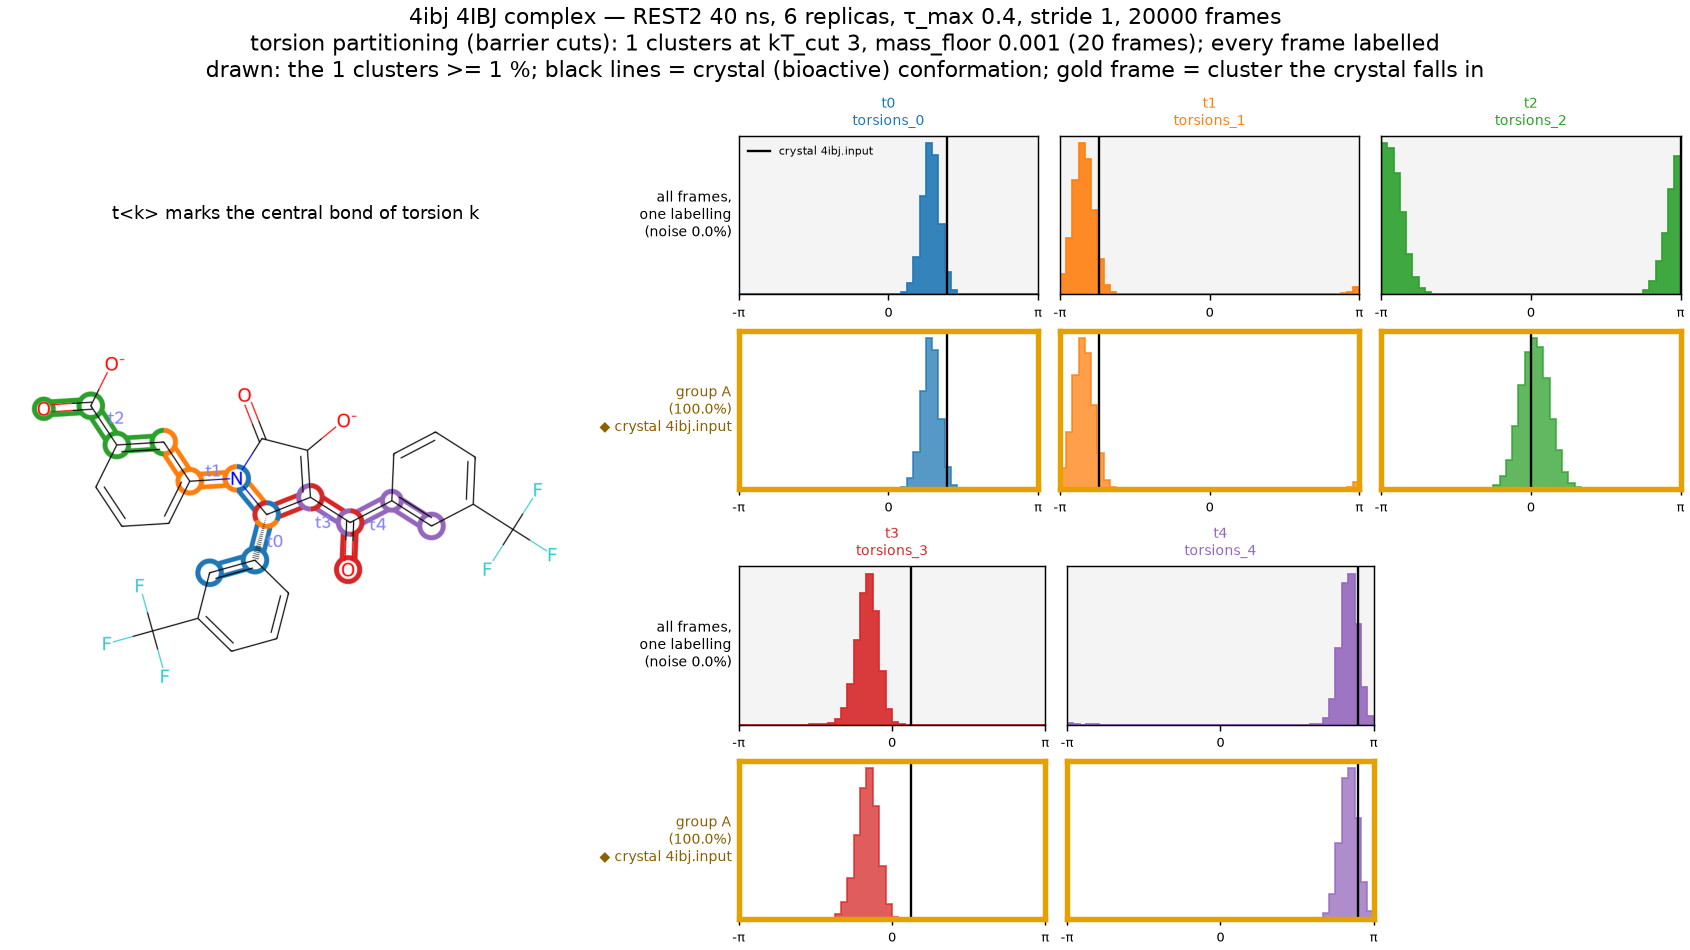 4ibj 4IBJ complex — REST2 40 ns, 6 replicas, τ_max 0.4, stride 1, 20000 frames
torsion partitioning (barrier cuts): 1 clusters at kT_cut 3, mass_floor 0.001 (20 frames); every frame labelled
drawn: the 1 clusters >= 1 %; black lines = crystal (bioactive) conformation; gold frame = cluster the crystal falls in
t<k> marks the central bond of torsion k
O⁻
O
t2
O
O⁻
t1
N
t3
t4
t0
O
F
F
F
F
F
F
t0
torsions_0
t1
torsions_1
t2
torsions_2
crystal 4ibj.input
all frames,
one labelling
(noise 0.0%)
-π 0 π
-π 0 π
-π 0 π
group A
(100.0%)
◆ crystal 4ibj.input
-π 0 π
-π 0 π
-π 0 π
t3
torsions_3
t4
torsions_4
all frames,
one labelling
(noise 0.0%)
-π 0 π
-π 0 π
group A
(100.0%)
◆ crystal 4ibj.input
-π 0 π
-π 0 π